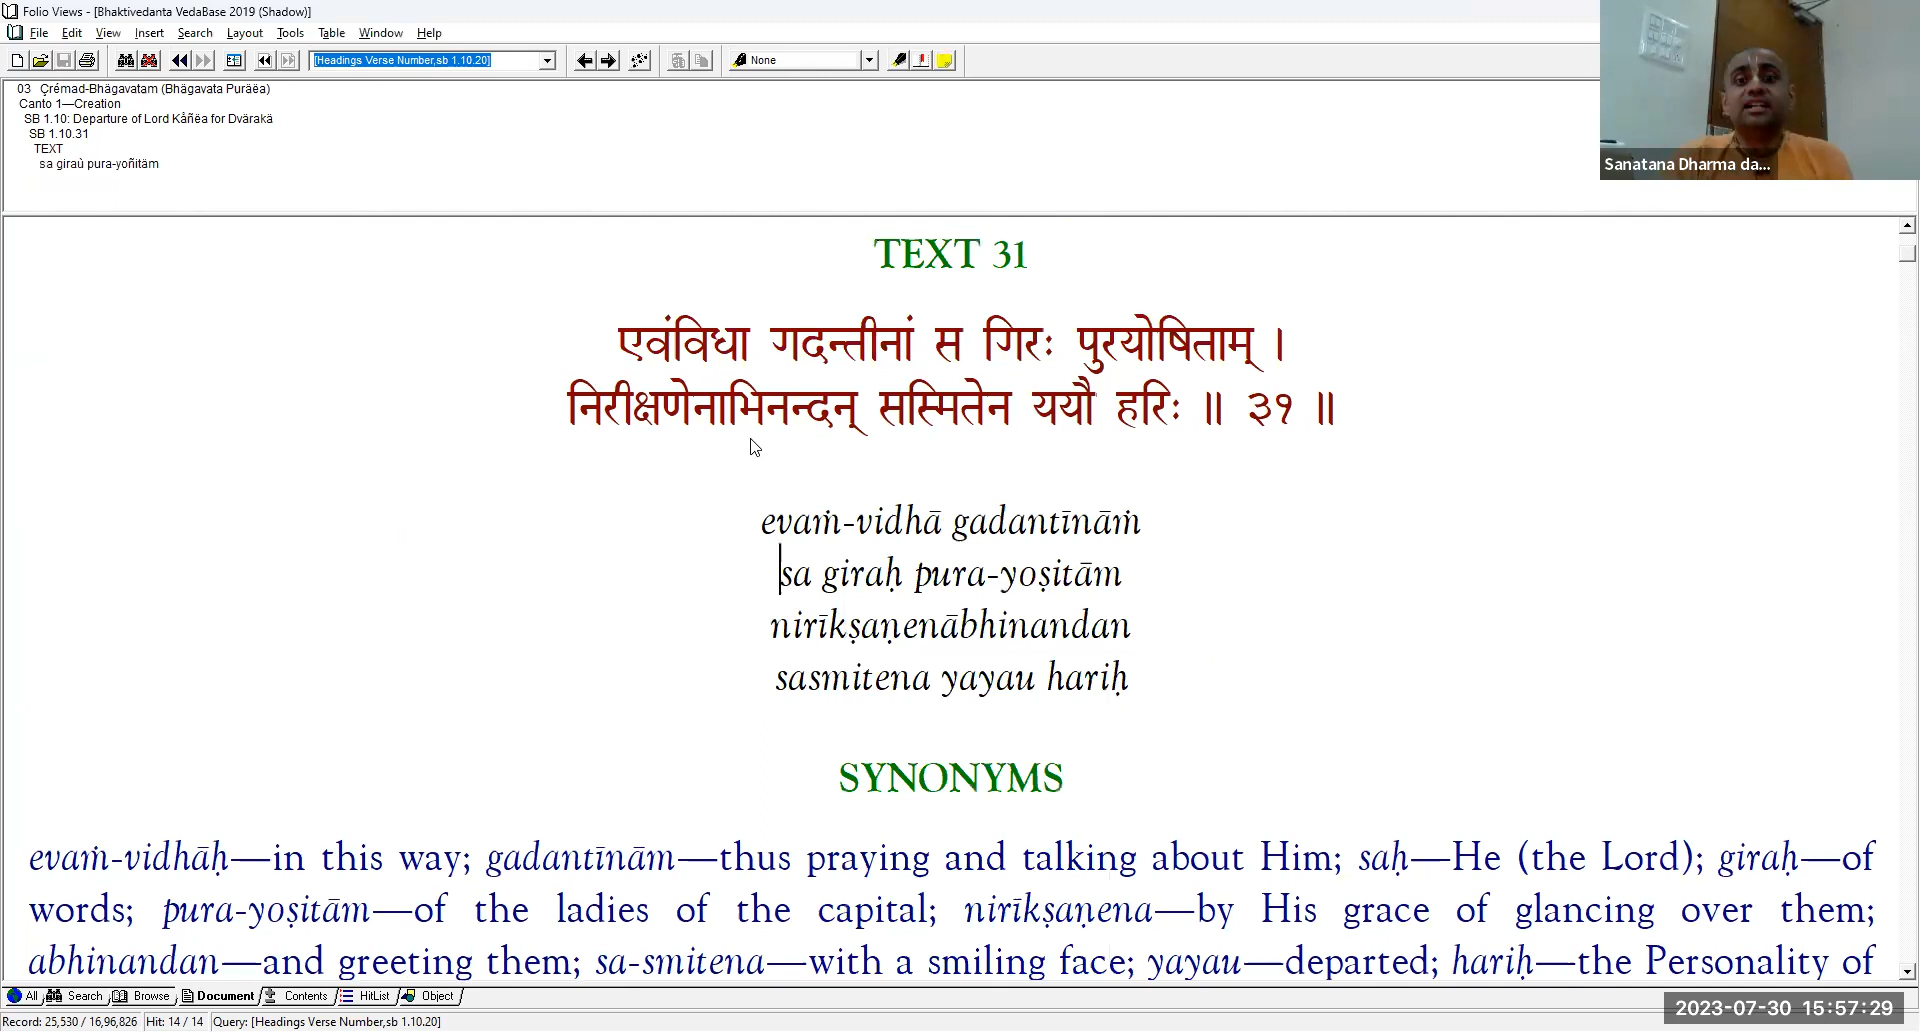 Folio Views - [Bhaktivedanta VedaBase 2019 (Shadow)]
File Edit View Insert Search Layout Tools Table Window Help
[Headings Verse Number,sb 1.10.20] None
03 Çrémad-Bhägavatam (Bhägavata Puräëa)
Canto 1—Creation
SB 1.10: Departure of Lord Kåñëa for Dvärakä
SB 1.10.31
TEXT
sa giraù pura-yoñitäm
Sanatana Dharma da...
TEXT 31
एवंविधा गदन्तीनां स गिरः पुरयोषिताम् ।
निरीक्षणेनाभिनन्दन् सस्मितेन ययौ हरिः ॥ ३१ ॥
evaṁ-vidhā gadantīnāṁ
sa giraḥ pura-yoṣitām
nirīkṣaṇenābhinandan
sasmitena yayau hariḥ
SYNONYMS
evaṁ-vidhāḥ—in this way; gadantīnām—thus praying and talking about Him; saḥ—He (the Lord); giraḥ—of
words; pura-yoṣitām—of the ladies of the capital; nirīkṣaṇena—by His grace of glancing over them;
abhinandan—and greeting them; sa-smitena—with a smiling face; yayau—departed; hariḥ—the Personality of
All Search Browse Document Contents HitList Object
Record: 25,530 / 16,96,826 Hit: 14 / 14 Query: [Headings Verse Number,sb 1.10.20]
2023-07-30 15:57:29